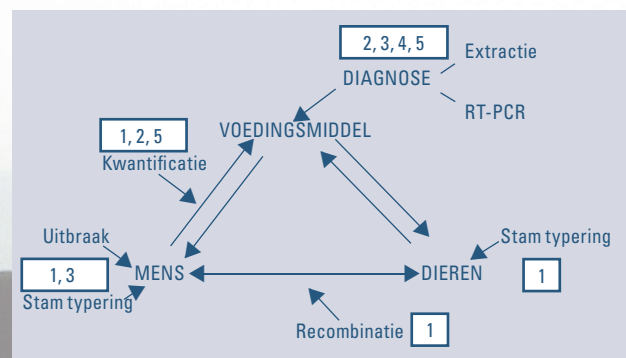 2, 3, 4, 5
Extractie
DIAGNOSE
RT-PCR
VOEDINGSMIDDEL
1, 2, 5
Kwantificatie
Uitbraak
Stam typering
1, 3
MENS
DIEREN
1
Stam typering
Recombinatie
1